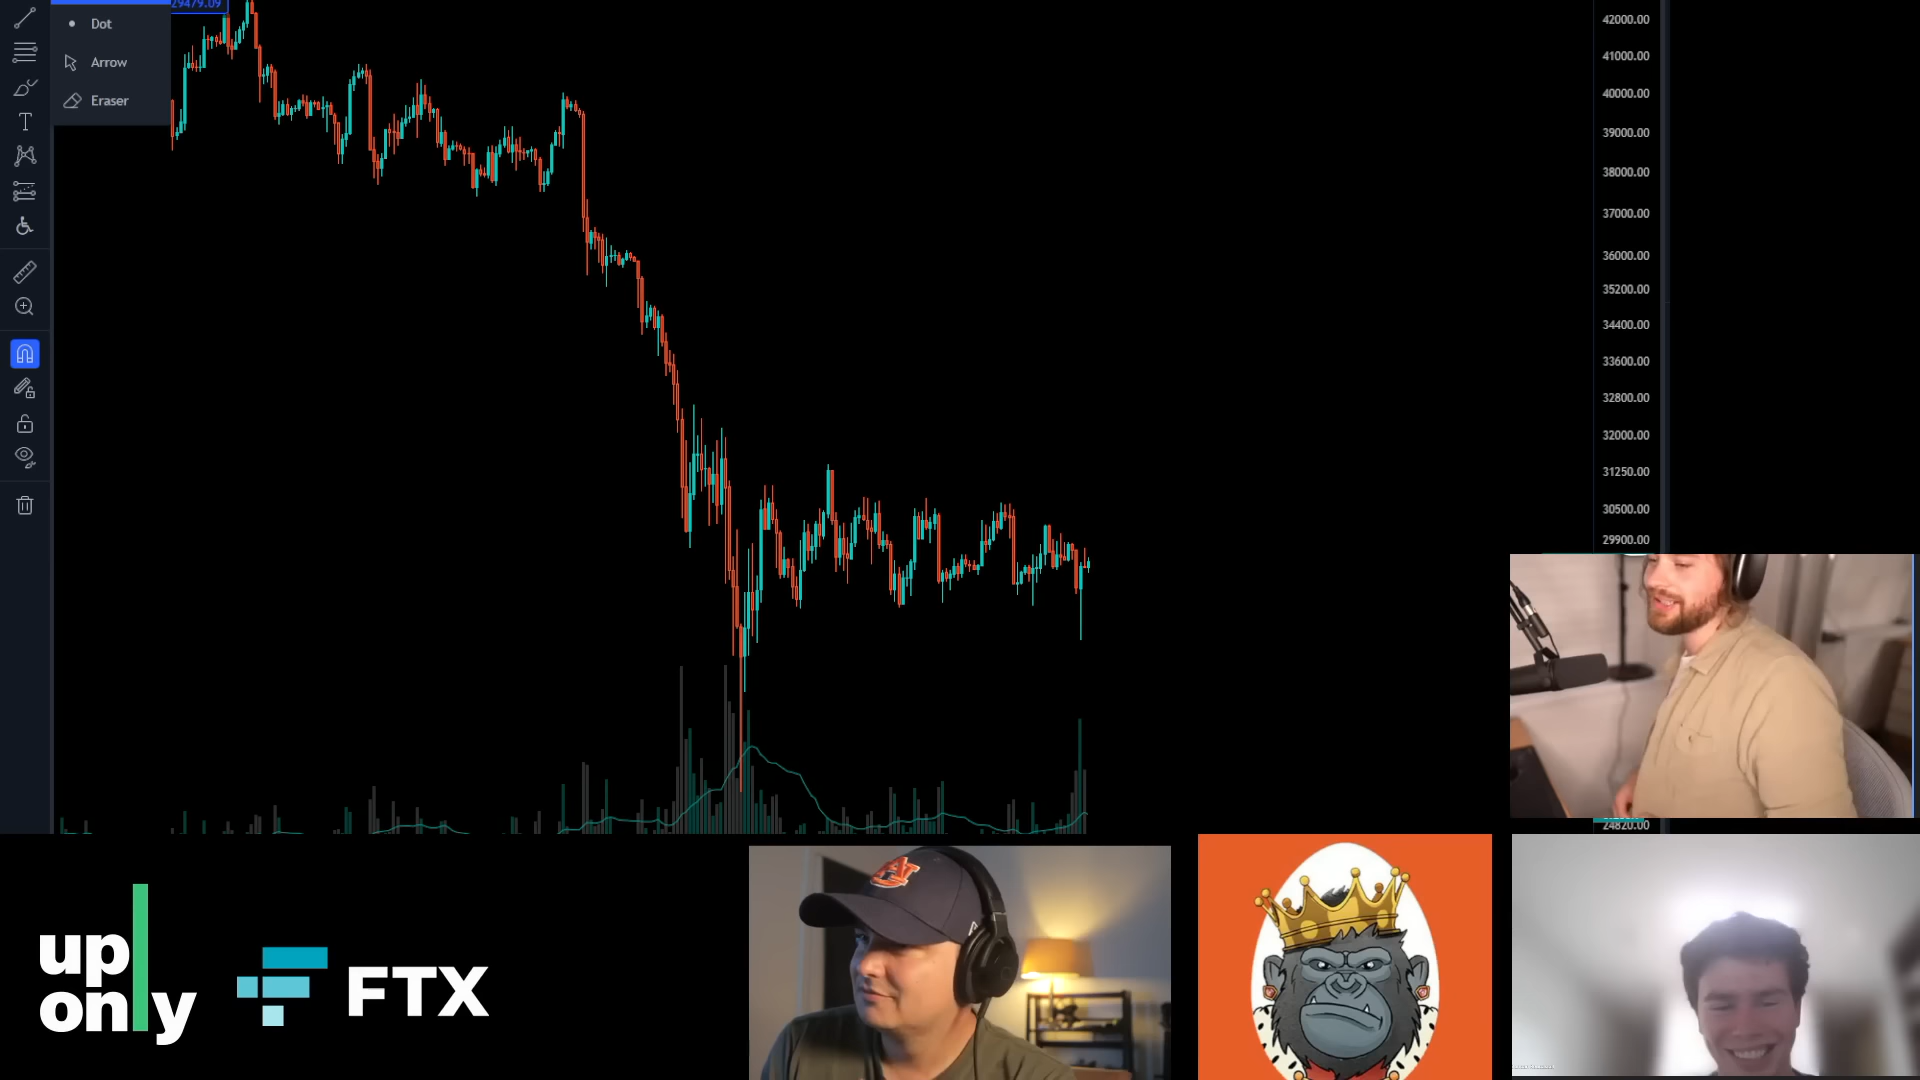 29479.09
Dot
Arrow
Eraser
42000.00
41000.00
40000.00
39000.00
38000.00
37000.00
36000.00
35200.00
34400.00
33600.00
32800.00
32000.00
31250.00
30500.00
29900.00
24820.00
up
only
FTX